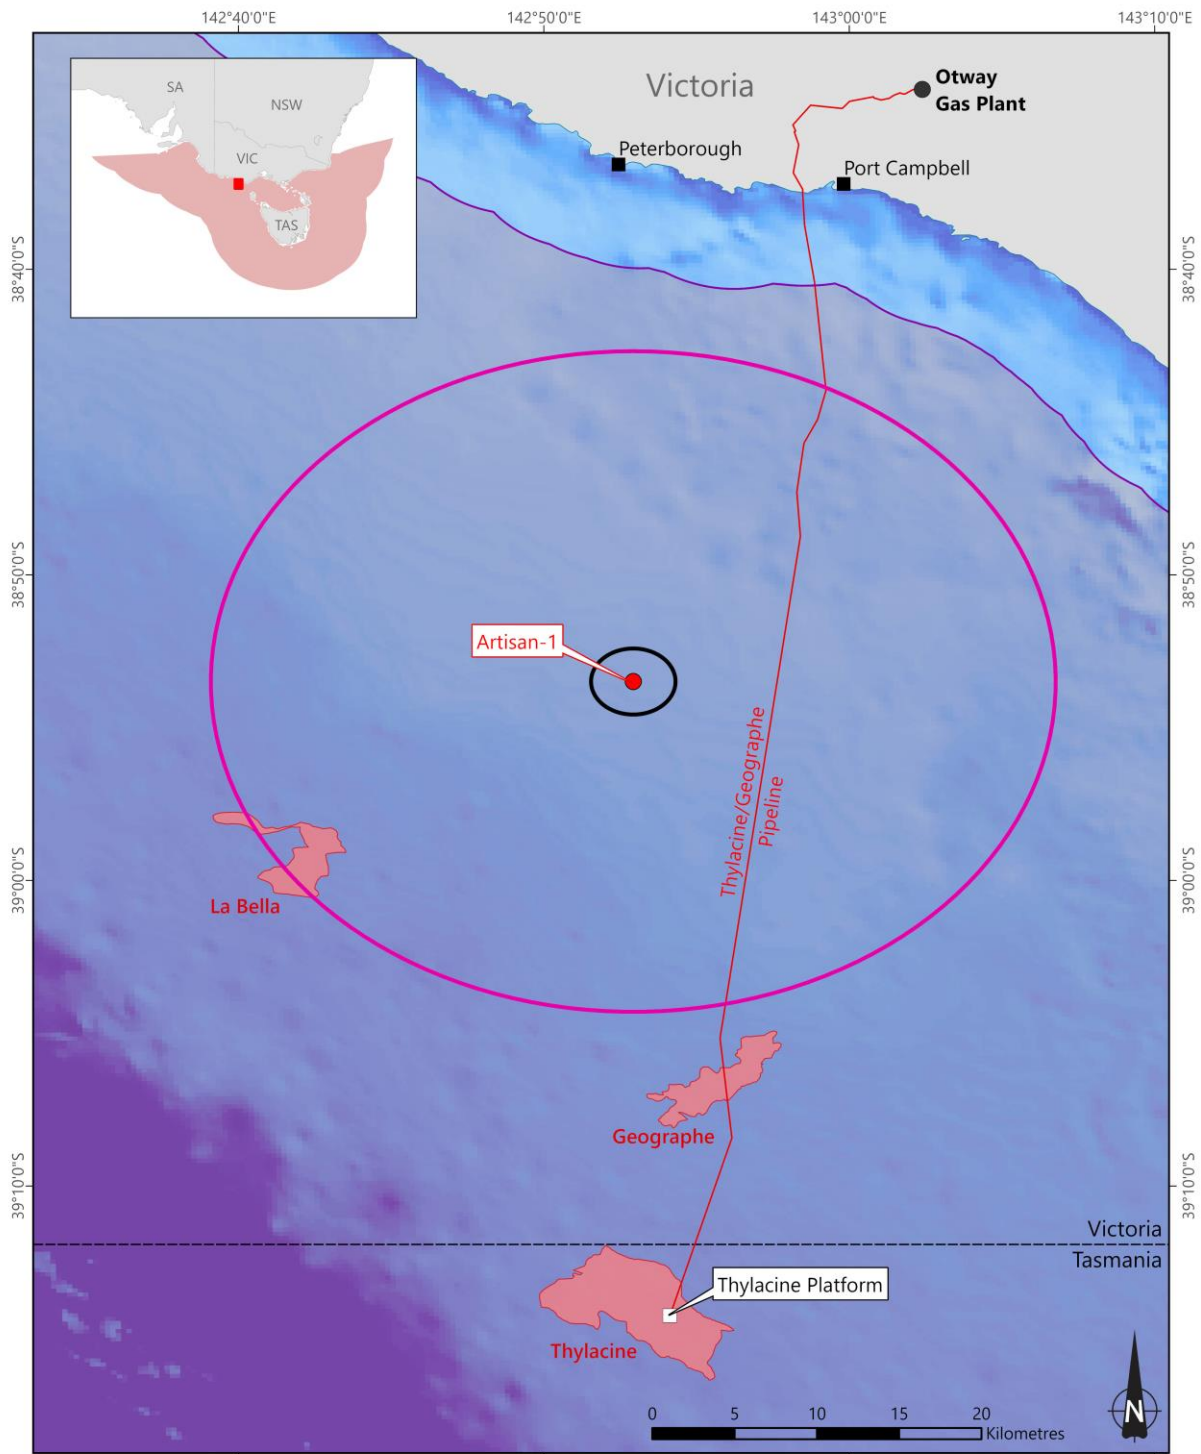 142°40'0"E
142°50'0"E
143°00'0"E
143°10'0"E
SA
NSW
VIC
TAS
Victoria
Otway
Gas Plant
Peterborough
Port Campbell
38°40'0"S
38°40'0"S
38°50'0"S
38°50'0"S
Artisan-1
Thylacine/Geographe
Pipeline
39°00'0"S
39°00'0"S
La Bella
Geographe
39°10'0"S
39°10'0"S
Victoria
Tasmania
Thylacine Platform
Thylacine
0 5 10 15 20
Kilometres
N